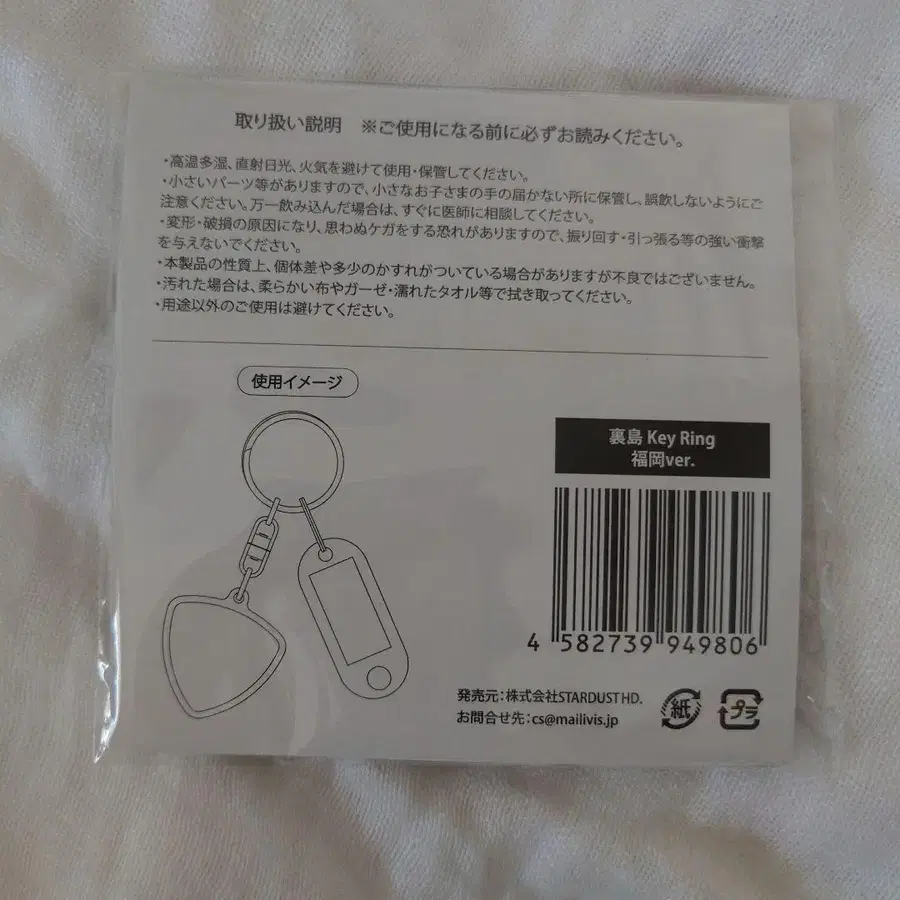 取り扱い説明　※ご使用になる前に必ずお読みください。
・高温多湿、直射日光、火気を避けて使用・保管してください。
・小さいパーツ等がありますので、小さなお子さまの手の届かない所に保管し、誤飲しないようにご
注意ください。万一飲み込んだ場合は、すぐに医師に相談してください。
・変形・破損の原因になり、思わぬケガをする恐れがありますので、振り回す・引っ張る等の強い衝撃
を与えないでください。
・本製品の性質上、個体差や多少のかすれがついている場合がありますが不良ではございません。
・汚れた場合は、柔らかい布やガーゼ・濡れたタオル等で拭き取ってください。
・用途以外のご使用は避けてください。
使用イメージ
裏島 Key Ring
福岡ver.
4 582739 949806
発売元：株式会社STARDUST HD.
お問合せ先：cs@mailivis.jp
紙
プラ